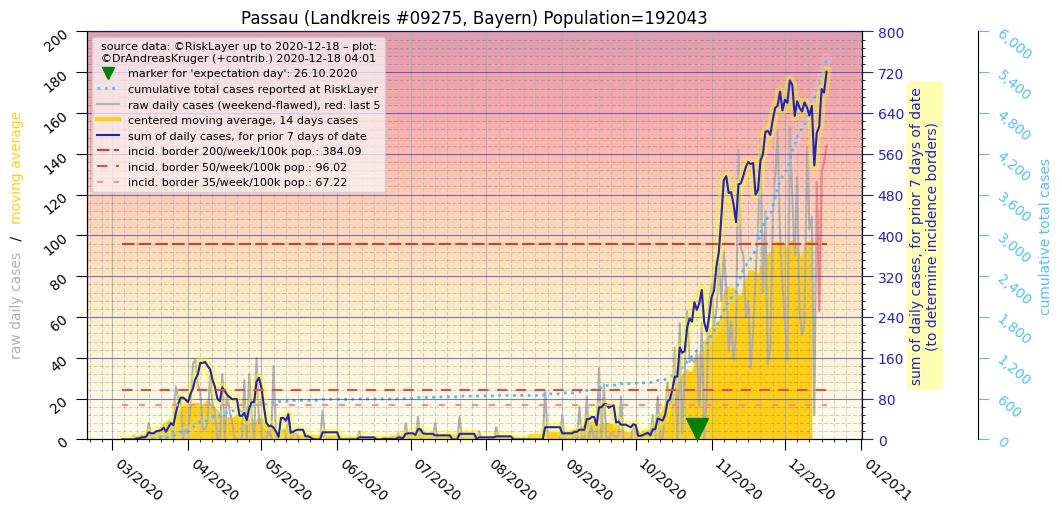 Passau (Landkreis #09275, Bayern) Population=192043
source data: ©RiskLayer up to 2020-12-18 – plot:
©DrAndreasKruger (+contrib.) 2020-12-18 04:01
marker for 'expectation day': 26.10.2020
cumulative total cases reported at RiskLayer
raw daily cases (weekend-flawed), red: last 5
centered moving average, 14 days cases
sum of daily cases, for prior 7 days of date
incid. border 200/week/100k pop.: 384.09
incid. border 50/week/100k pop.: 96.02
incid. border 35/week/100k pop.: 67.22
raw daily cases / moving average
200
180
160
140
120
100
80
60
40
20
0
03/2020
04/2020
05/2020
06/2020
07/2020
08/2020
09/2020
10/2020
11/2020
12/2020
01/2021
800
720
640
560
480
400
320
240
160
80
0
sum of daily cases, for prior 7 days of date
(to determine incidence borders)
6,000
5,400
4,800
4,200
3,600
3,000
2,400
1,800
1,200
600
0
cumulative total cases